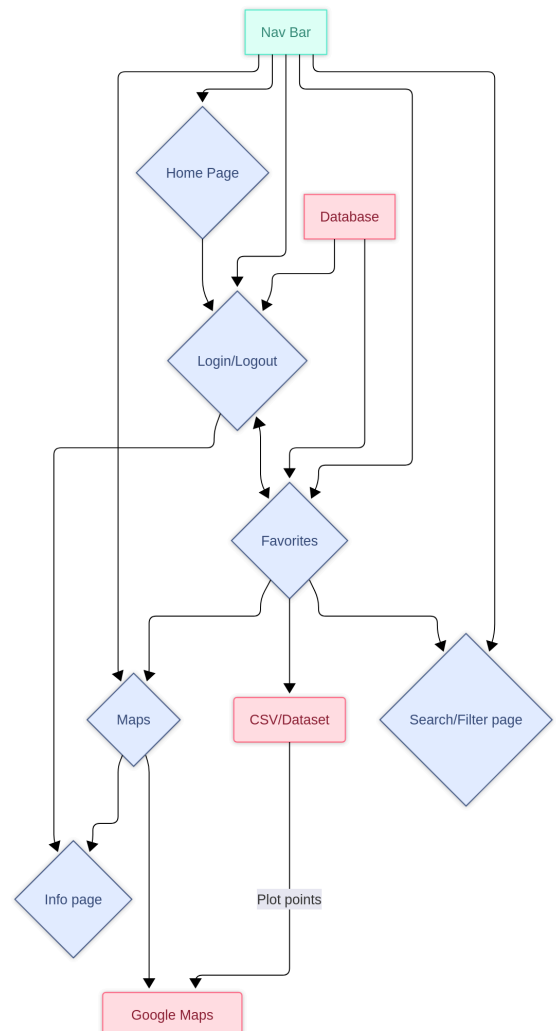 Nav Bar
Home Page
Database
Login/Logout
Favorites
Maps
CSV/Dataset
Search/Filter page
Info page
Plot points
Google Maps